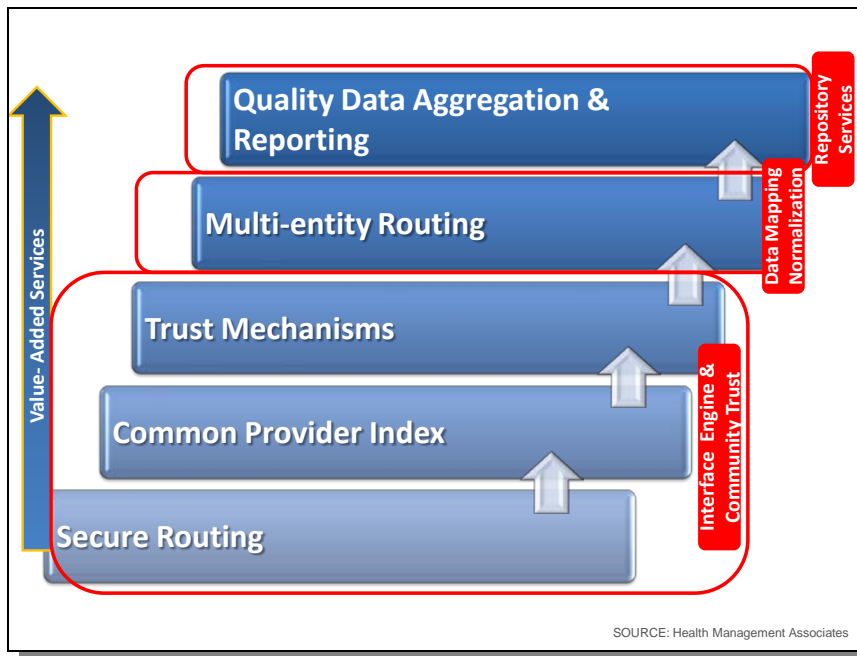 Quality Data Aggregation &
Reporting
Repository
Services
Multi-entity Routing
Data Mapping
Normalization
Trust Mechanisms
Common Provider Index
Secure Routing
Interface Engine &
Community Trust
Value- Added Services
SOURCE: Health Management Associates